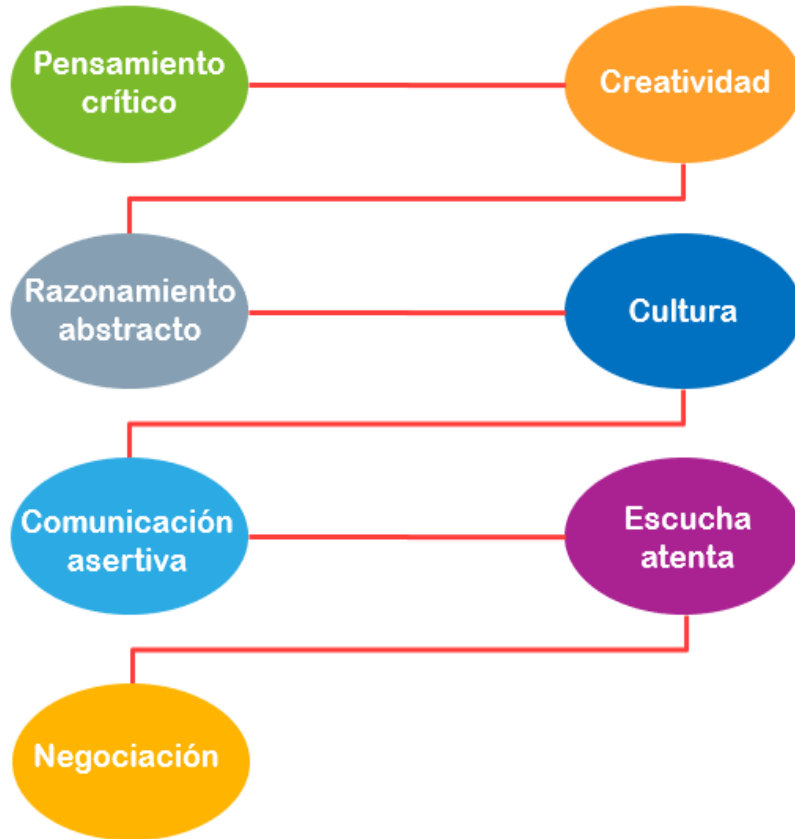 Pensamiento
crítico
Creatividad
Razonamiento
abstracto
Cultura
Comunicación
asertiva
Escucha
atenta
Negociación